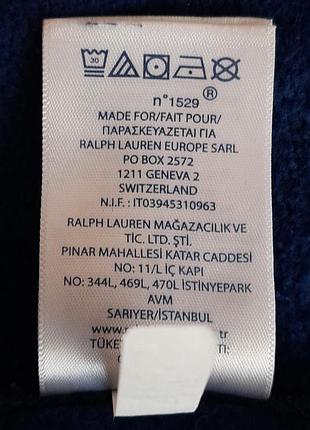 30
®
n°1529
MADE FOR/FAIT POUR/
ΠΑΡΑΣΚΕΥΑΖΕΤΑΙ ΓΙΑ
RALPH LAUREN EUROPE SARL
PO BOX 2572
1211 GENEVA 2
SWITZERLAND
N.I.F.: IT03945310963
RALPH LAUREN MAĞAZACILIK VE
TİC. LTD. ŞTİ.
PINAR MAHALLESİ KATAR CADDESİ
NO: 11/L İÇ KAPI
NO: 344L, 469L, 470L İSTİNYEPARK
AVM
SARIYER/İSTANBUL